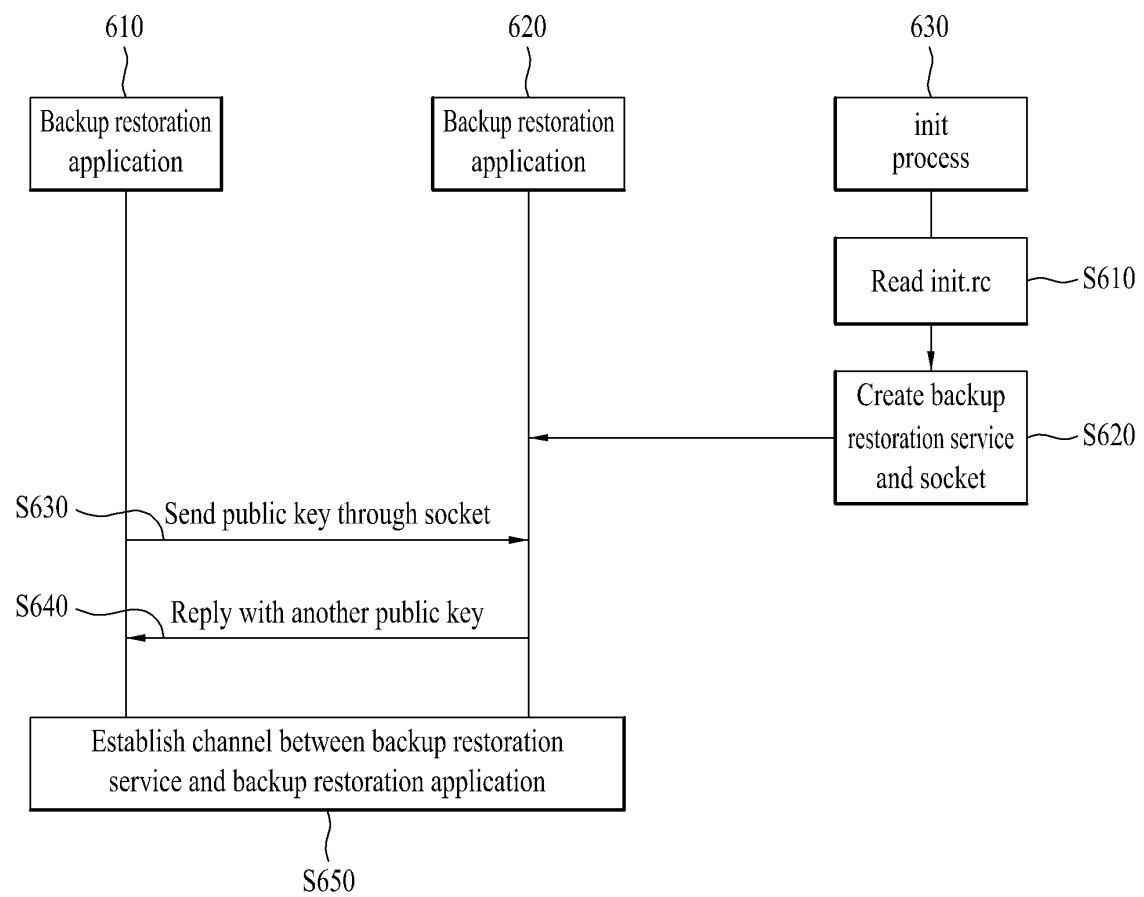 610
620
630
Backup restoration
application
Backup restoration
application
init
process
Read init.rc
S610
Create backup
restoration service
and socket
S620
S630
Send public key through socket
S640
Reply with another public key
Establish channel between backup restoration
service and backup restoration application
S650